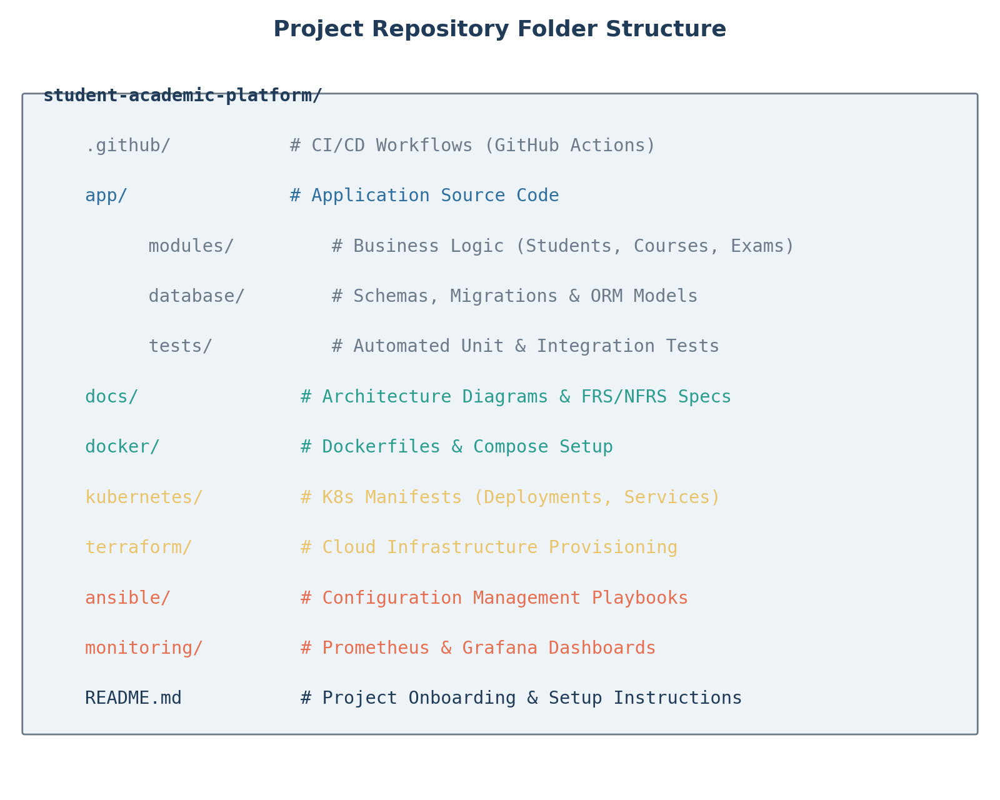 Project Repository Folder Structure
student-academic-platform/
.github/ # CI/CD Workflows (GitHub Actions)
app/ # Application Source Code
modules/ # Business Logic (Students, Courses, Exams)
database/ # Schemas, Migrations & ORM Models
tests/ # Automated Unit & Integration Tests
docs/ # Architecture Diagrams & FRS/NFRS Specs
docker/ # Dockerfiles & Compose Setup
kubernetes/ # K8s Manifests (Deployments, Services)
terraform/ # Cloud Infrastructure Provisioning
ansible/ # Configuration Management Playbooks
monitoring/ # Prometheus & Grafana Dashboards
README.md # Project Onboarding & Setup Instructions